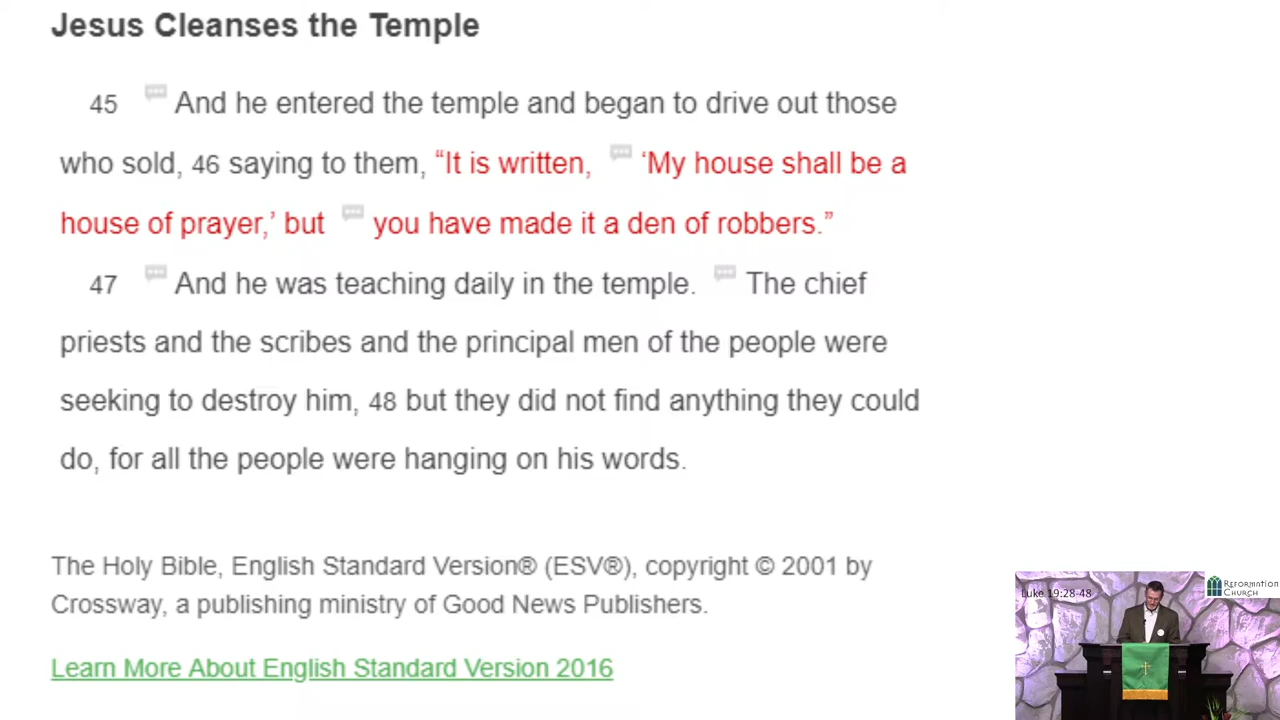 Jesus Cleanses the Temple
45 And he entered the temple and began to drive out those
who sold, 46 saying to them, “It is written, ‘My house shall be a
house of prayer,’ but you have made it a den of robbers.”
47 And he was teaching daily in the temple. The chief
priests and the scribes and the principal men of the people were
seeking to destroy him, 48 but they did not find anything they could
do, for all the people were hanging on his words.
The Holy Bible, English Standard Version® (ESV®), copyright © 2001 by
Crossway, a publishing ministry of Good News Publishers.
Learn More About English Standard Version 2016
Luke 19:28-48
Reformation
Church